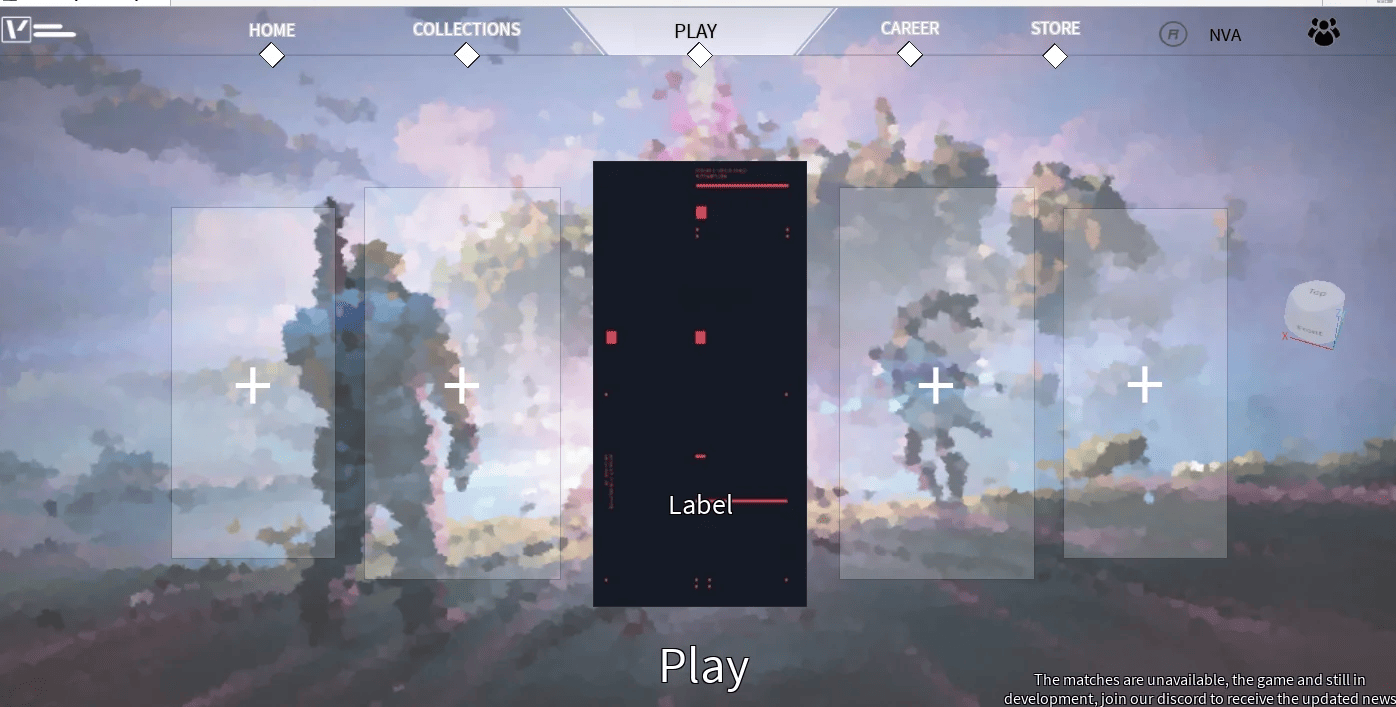 HOME
COLLECTIONS
PLAY
CAREER
STORE
NVA
Top
Label
Play
The matches are unavailable, the game and still in
development, join our discord to receive the updated news